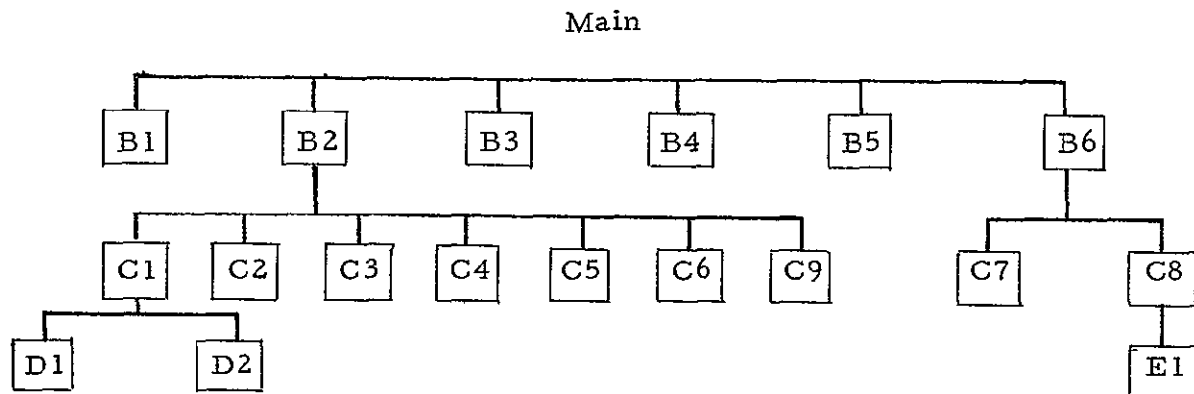 Main
B1 B2 B3 B4 B5 B6
C1 C2 C3 C4 C5 C6 C9 C7 C8
D1 D2 E1